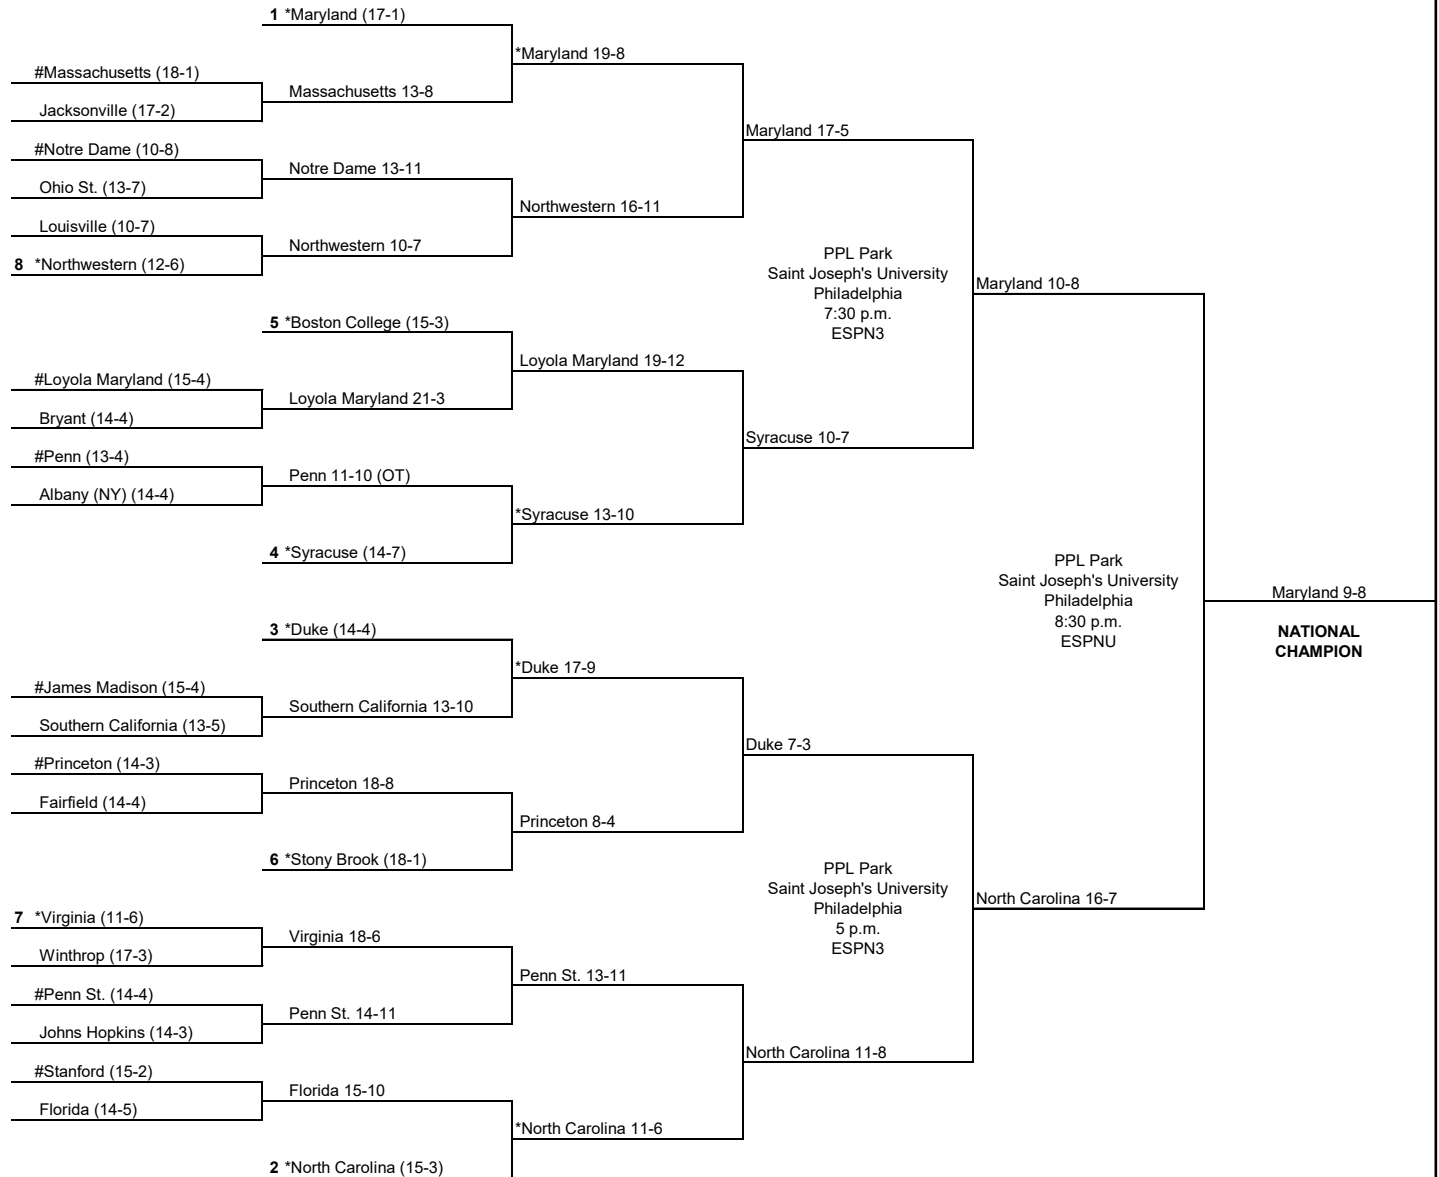 1 *Maryland (17-1)
*Maryland 19-8
#Massachusetts (18-1)
Massachusetts 13-8
Jacksonville (17-2)
Maryland 17-5
#Notre Dame (10-8)
Notre Dame 13-11
Ohio St. (13-7)
Northwestern 16-11
Louisville (10-7)
Northwestern 10-7
8 *Northwestern (12-6)
PPL Park
Saint Joseph's University
Philadelphia
7:30 p.m.
ESPN3
Maryland 10-8
5 *Boston College (15-3)
Loyola Maryland 19-12
#Loyola Maryland (15-4)
Loyola Maryland 21-3
Bryant (14-4)
Syracuse 10-7
#Penn (13-4)
Penn 11-10 (OT)
Albany (NY) (14-4)
*Syracuse 13-10
4 *Syracuse (14-7)
PPL Park
Saint Joseph's University
Philadelphia
8:30 p.m.
ESPNU
Maryland 9-8
NATIONAL
CHAMPION
3 *Duke (14-4)
*Duke 17-9
#James Madison (15-4)
Southern California 13-10
Southern California (13-5)
Duke 7-3
#Princeton (14-3)
Princeton 18-8
Fairfield (14-4)
Princeton 8-4
6 *Stony Brook (18-1)
PPL Park
Saint Joseph's University
Philadelphia
5 p.m.
ESPN3
North Carolina 16-7
7 *Virginia (11-6)
Virginia 18-6
Winthrop (17-3)
Penn St. 13-11
#Penn St. (14-4)
Penn St. 14-11
Johns Hopkins (14-3)
North Carolina 11-8
#Stanford (15-2)
Florida 15-10
Florida (14-5)
*North Carolina 11-6
2 *North Carolina (15-3)